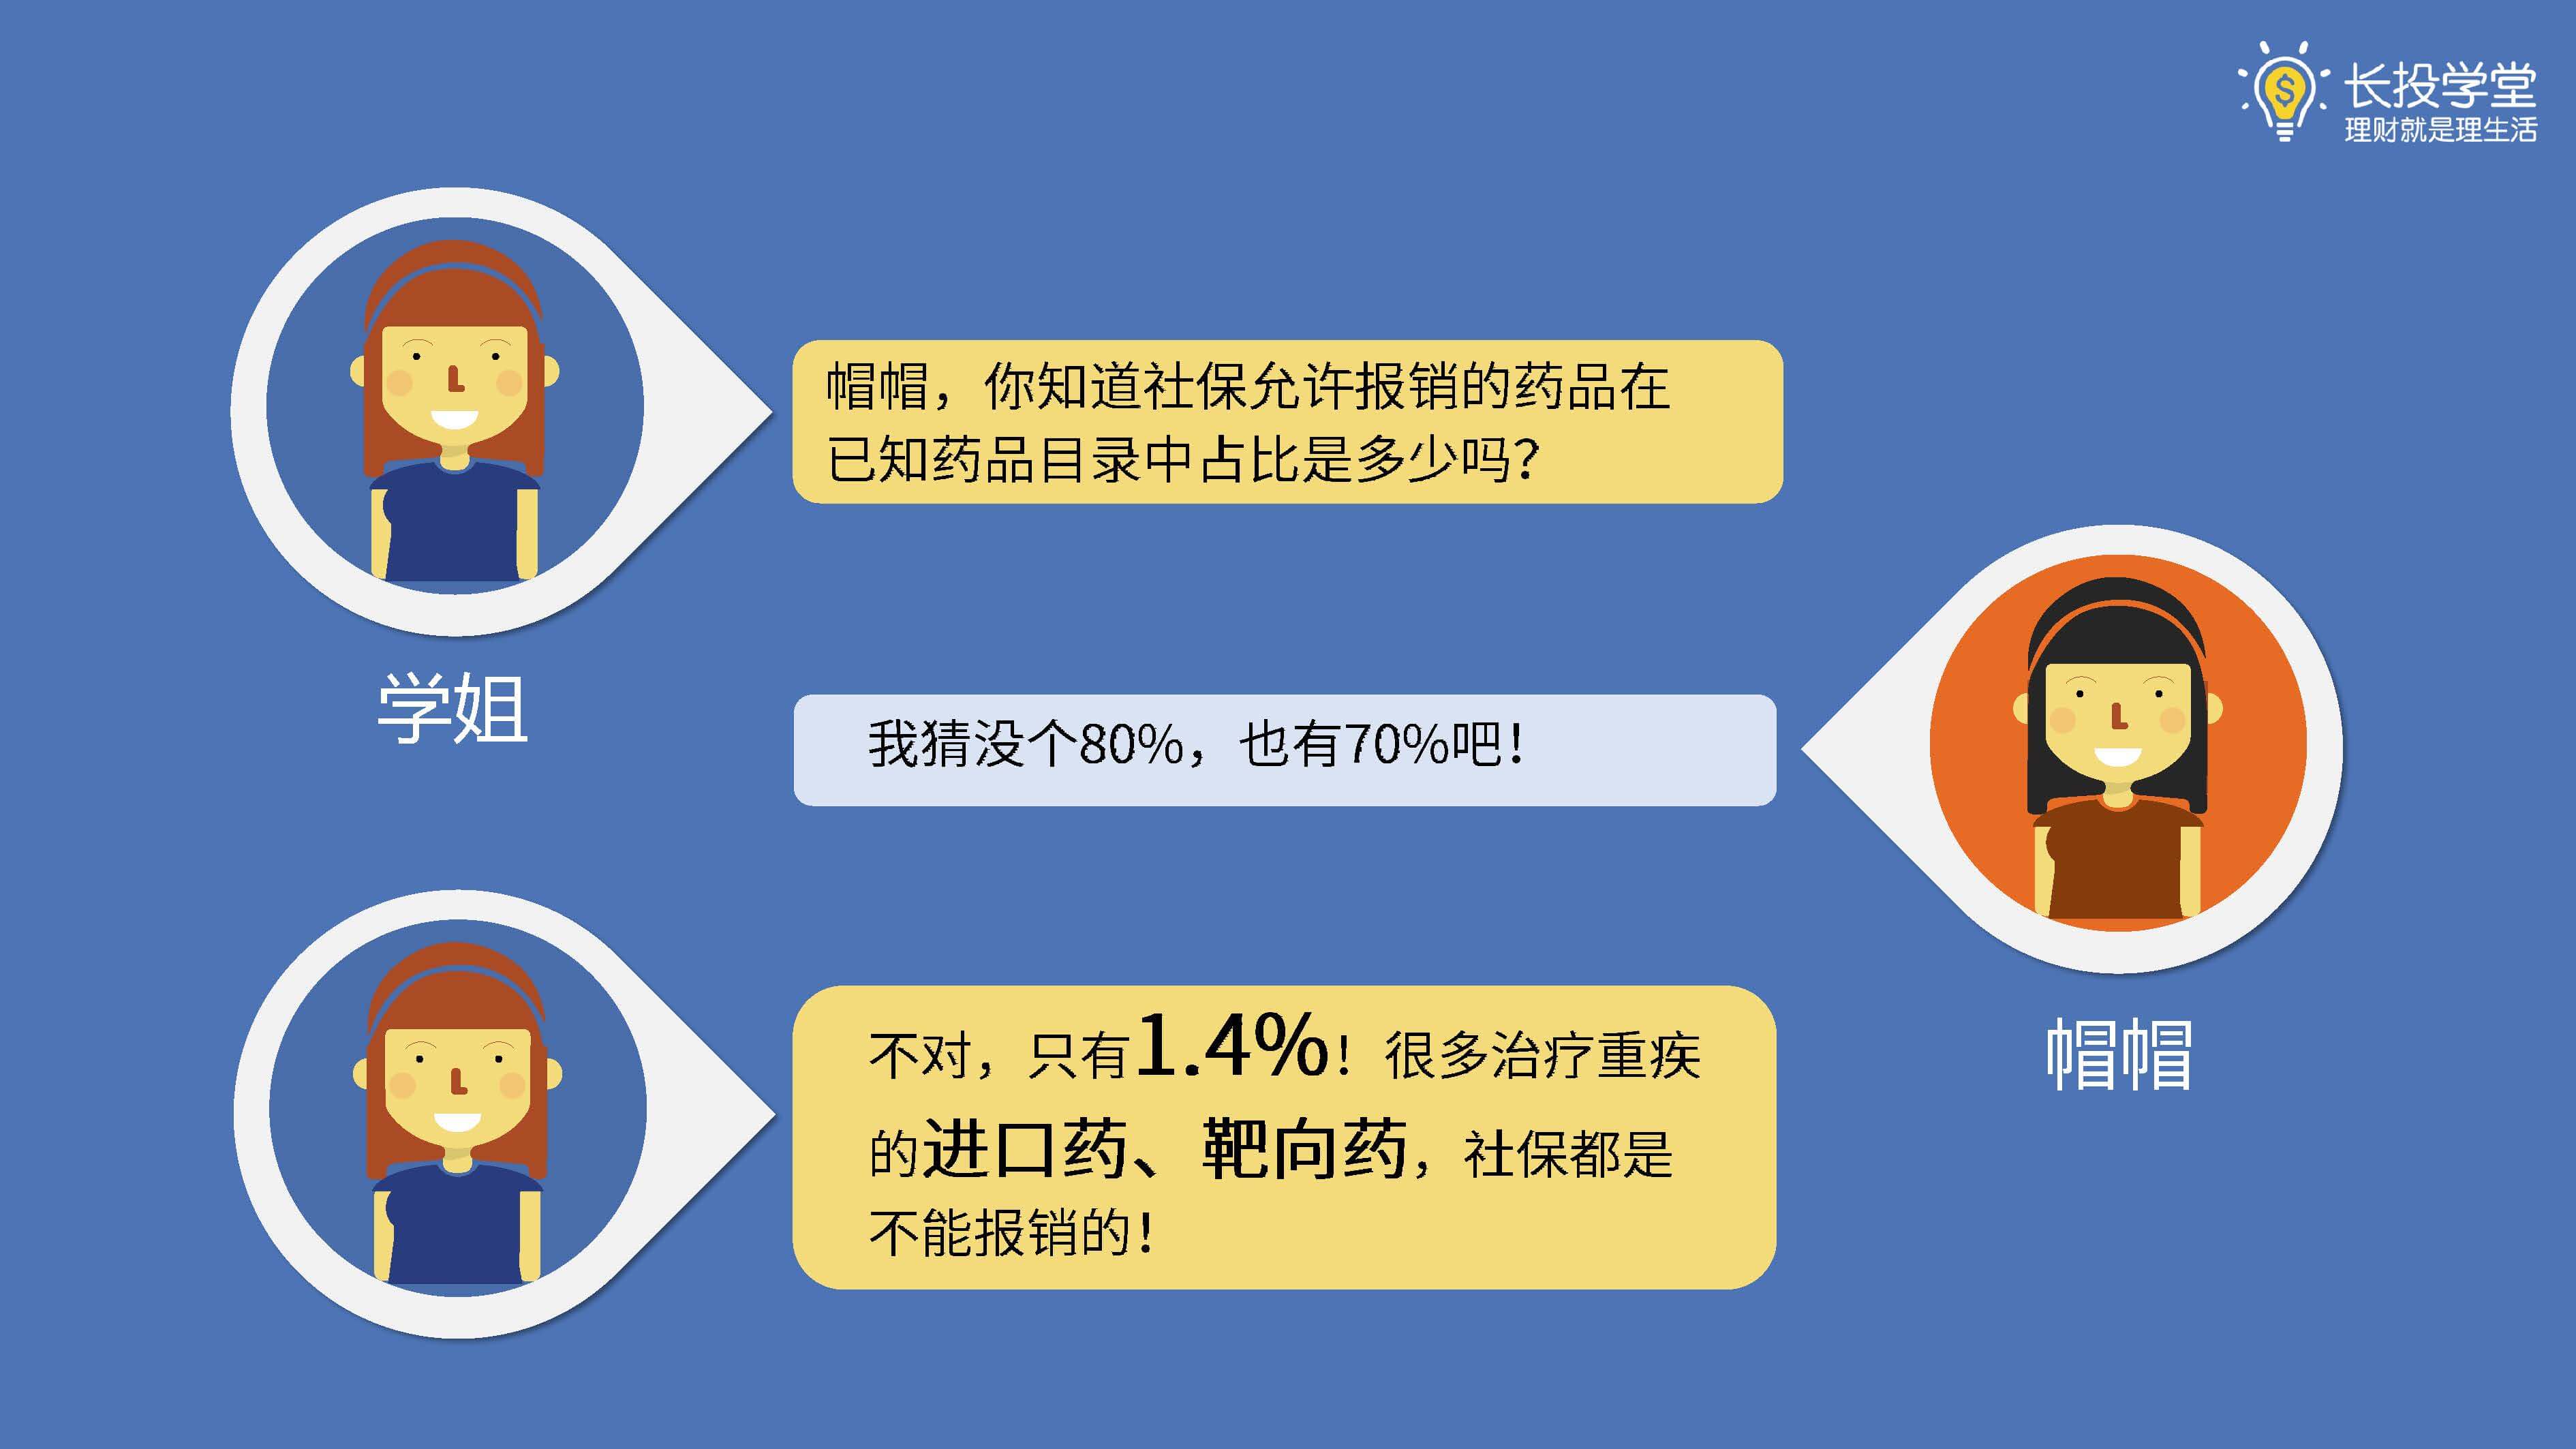 长投学堂
理财就是理生活
帽帽，你知道社保允许报销的药品在
已知药品目录中占比是多少吗？
学姐
我猜没个80%，也有70%吧！
帽帽
不对，只有1.4%！很多治疗重疾
的进口药、靶向药，社保都是
不能报销的！